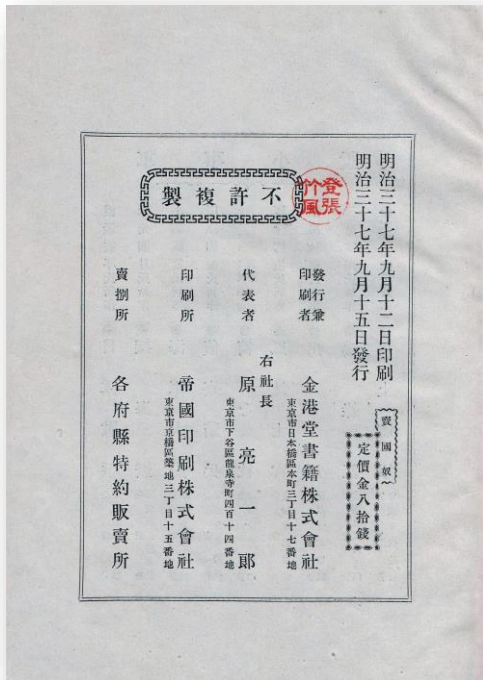 明治三十七年九月十二日印刷
明治三十七年九月十五日發行
賣國奴
定價金八拾錢
登張
竹風
不許複製
發行兼
印刷者
金港堂書籍株式會社
東京市日本橋區本町三丁目十七番地
代表者
右社長
原亮一郎
東京市下谷區龍泉寺町四百十四番地
印刷所
帝國印刷株式會社
東京市京橋區築地三丁目十五番地
賣捌所
各府縣特約販賣所